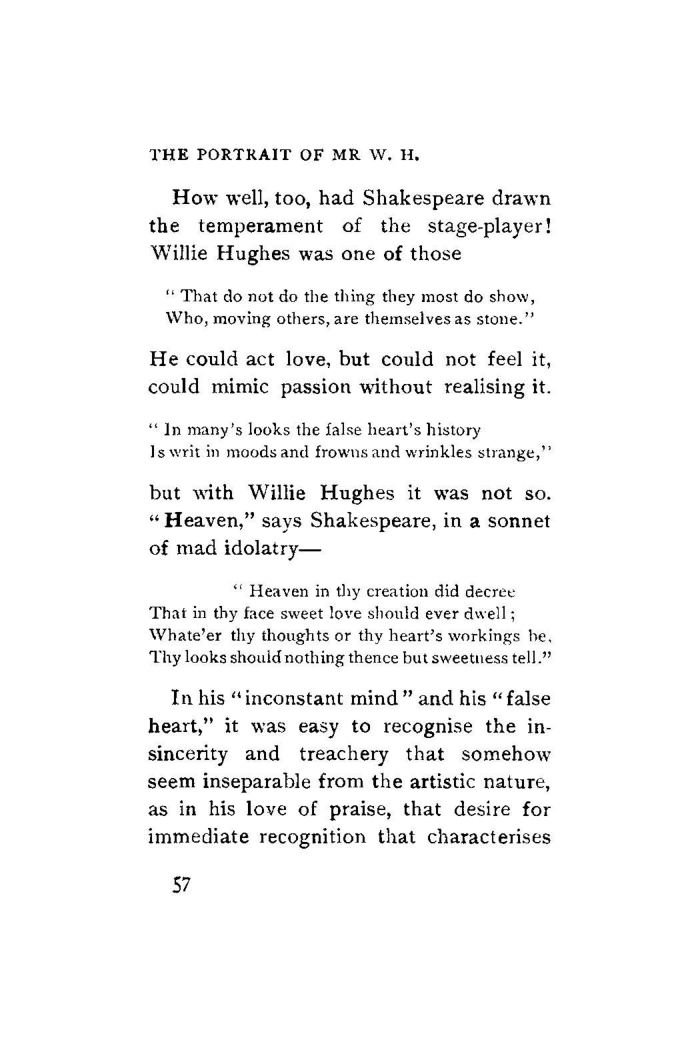 THE PORTRAIT OF MR W. H.
How well, too, had Shakespeare drawn
the temperament of the stage-player!
Willie Hughes was one of those
“ That do not do the thing they most do show,
Who, moving others, are themselves as stone.”
He could act love, but could not feel it,
could mimic passion without realising it.
“ In many's looks the false heart's history
Is writ in moods and frowns and wrinkles strange,”
but with Willie Hughes it was not so.
“ Heaven,” says Shakespeare, in a sonnet
of mad idolatry—
“ Heaven in thy creation did decree
That in thy face sweet love should ever dwell ;
Whate'er thy thoughts or thy heart's workings be,
Thy looks should nothing thence but sweetness tell.”
In his “inconstant mind” and his “false
heart,” it was easy to recognise the in-
sincerity and treachery that somehow
seem inseparable from the artistic nature,
as in his love of praise, that desire for
immediate recognition that characterises
57